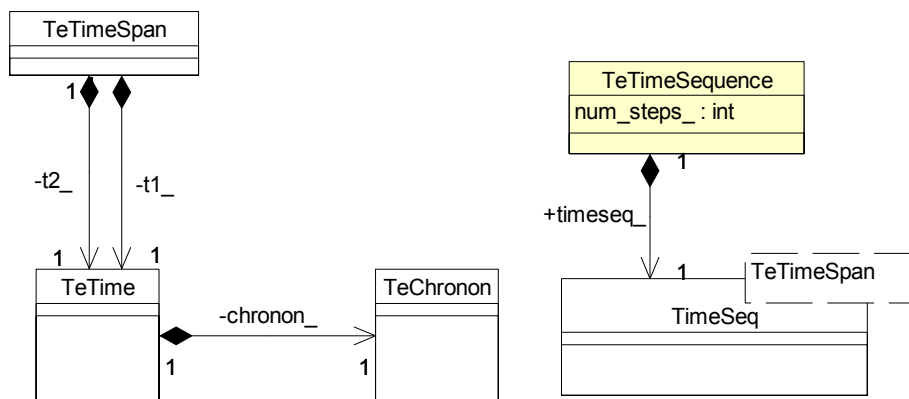 TeTimeSpan
1
-t2_
-t1_
1
1
TeTime
-chronon_
1
1
TeChronon
TeTimeSequence
num_steps_ : int
1
+timeseq_
1
TeTimeSpan
TimeSeq